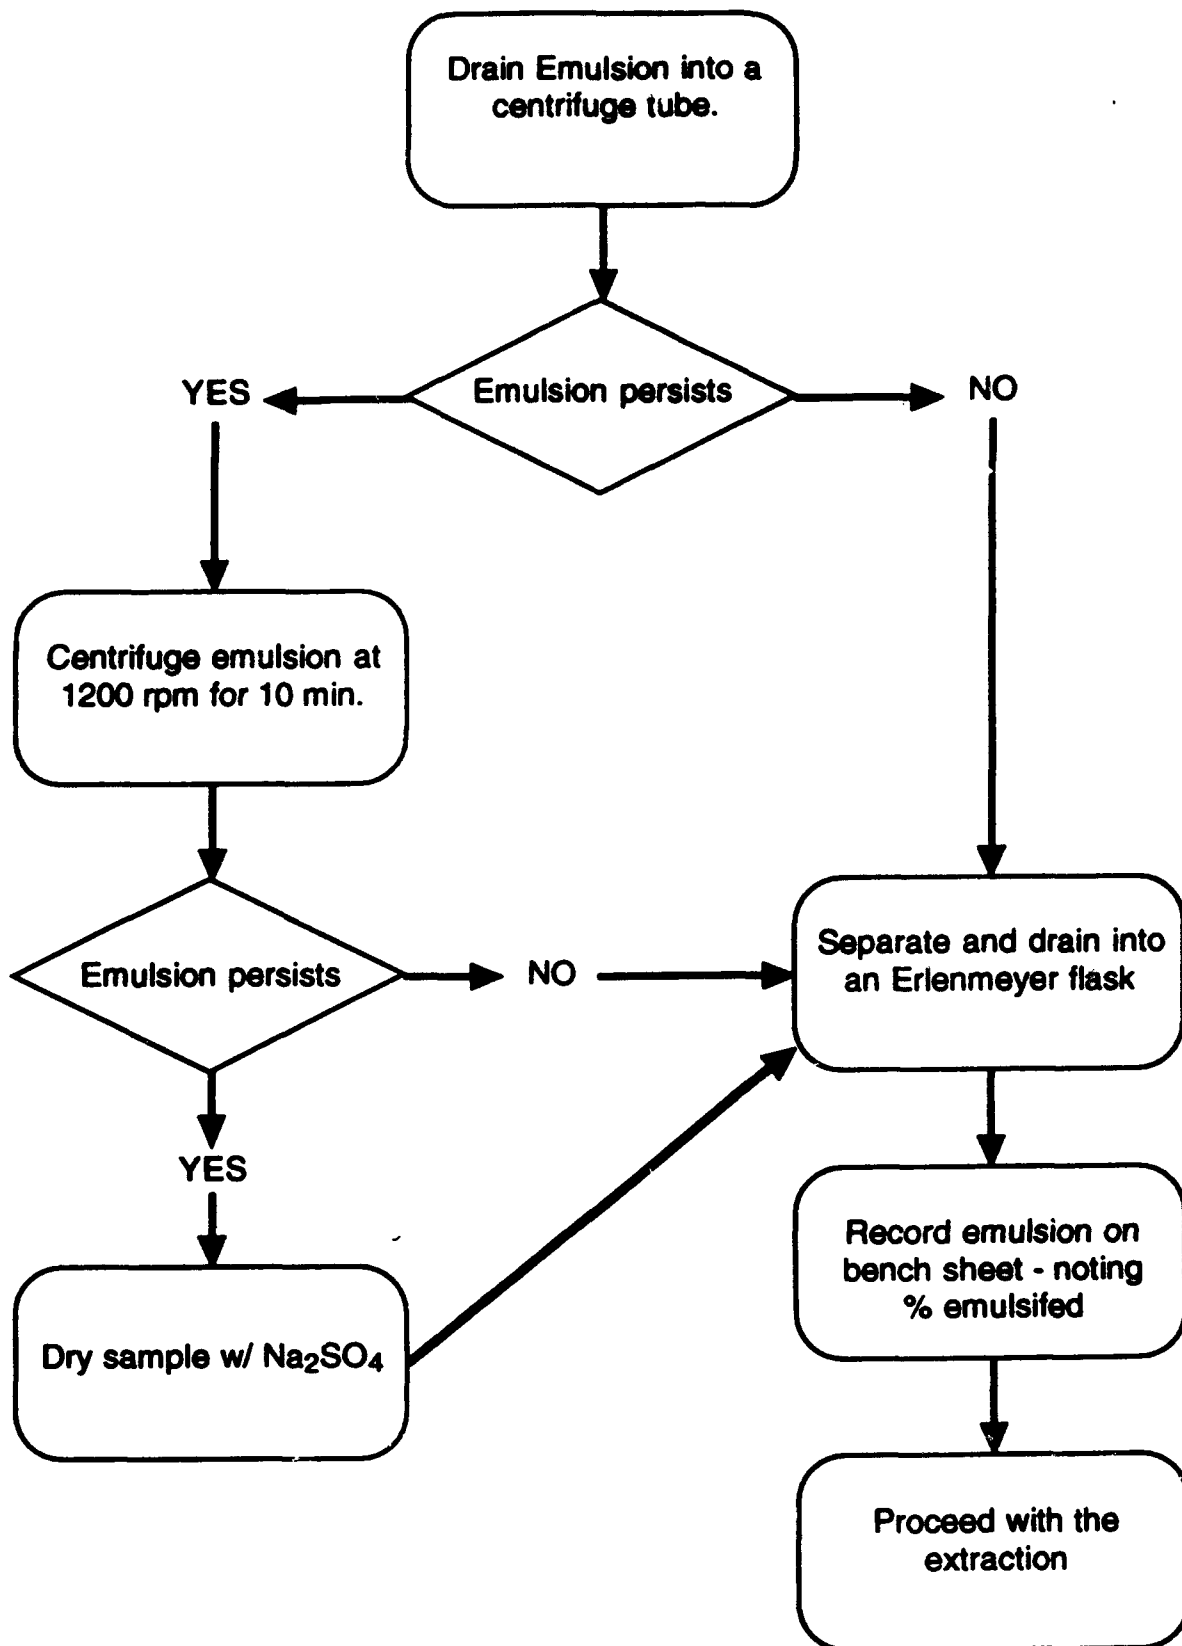 Drain Emulsion into a
centrifuge tube.
Emulsion persists
YES
NO
Centrifuge emulsion at
1200 rpm for 10 min.
Emulsion persists
NO
Separate and drain into
an Erlenmeyer flask
YES
Record emulsion on
bench sheet - noting
% emulsifed
Dry sample w/ Na₂SO₄
Proceed with the
extraction